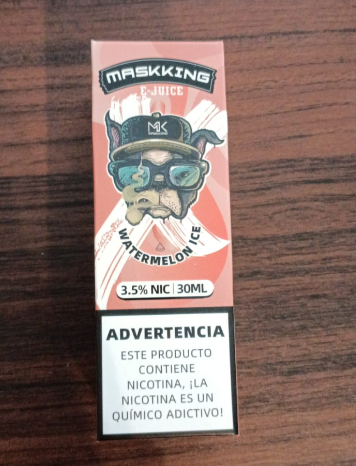 MASKKING
E-JUICE
MK
WATERMELON ICE
3.5% NIC | 30ML
ADVERTENCIA
ESTE PRODUCTO
CONTIENE
NICOTINA, ¡LA
NICOTINA ES UN
QUÍMICO ADICTIVO!